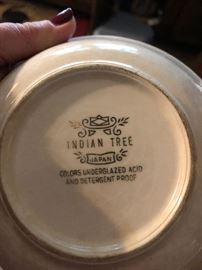 INDIAN TREE
JAPAN
COLORS UNDERGLAZED ACID
AND DETERGENT PROOF